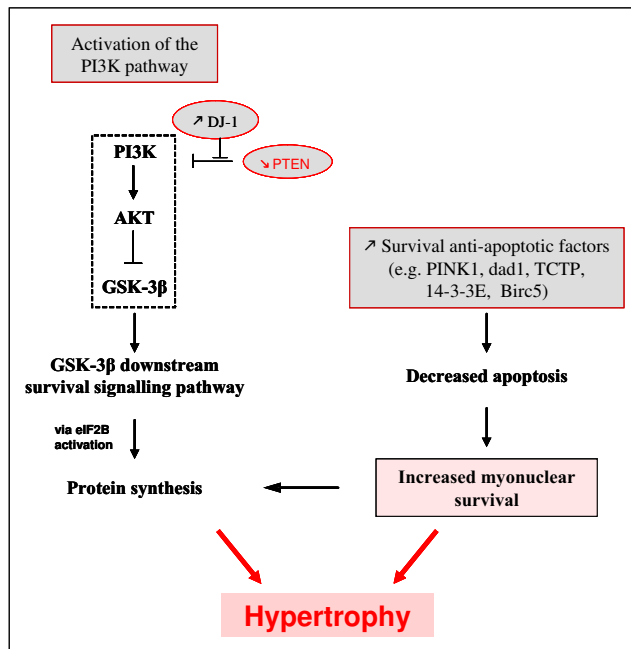 Activation of the
PI3K pathway
↗ DJ-1
↘ PTEN
PI3K
AKT
GSK-3β
↗ Survival anti-apoptotic factors
(e.g. PINK1, dad1, TCTP,
14-3-3E, Birc5)
GSK-3β downstream
survival signalling pathway
Decreased apoptosis
via eIF2B
activation
Protein synthesis
Increased myonuclear
survival
Hypertrophy